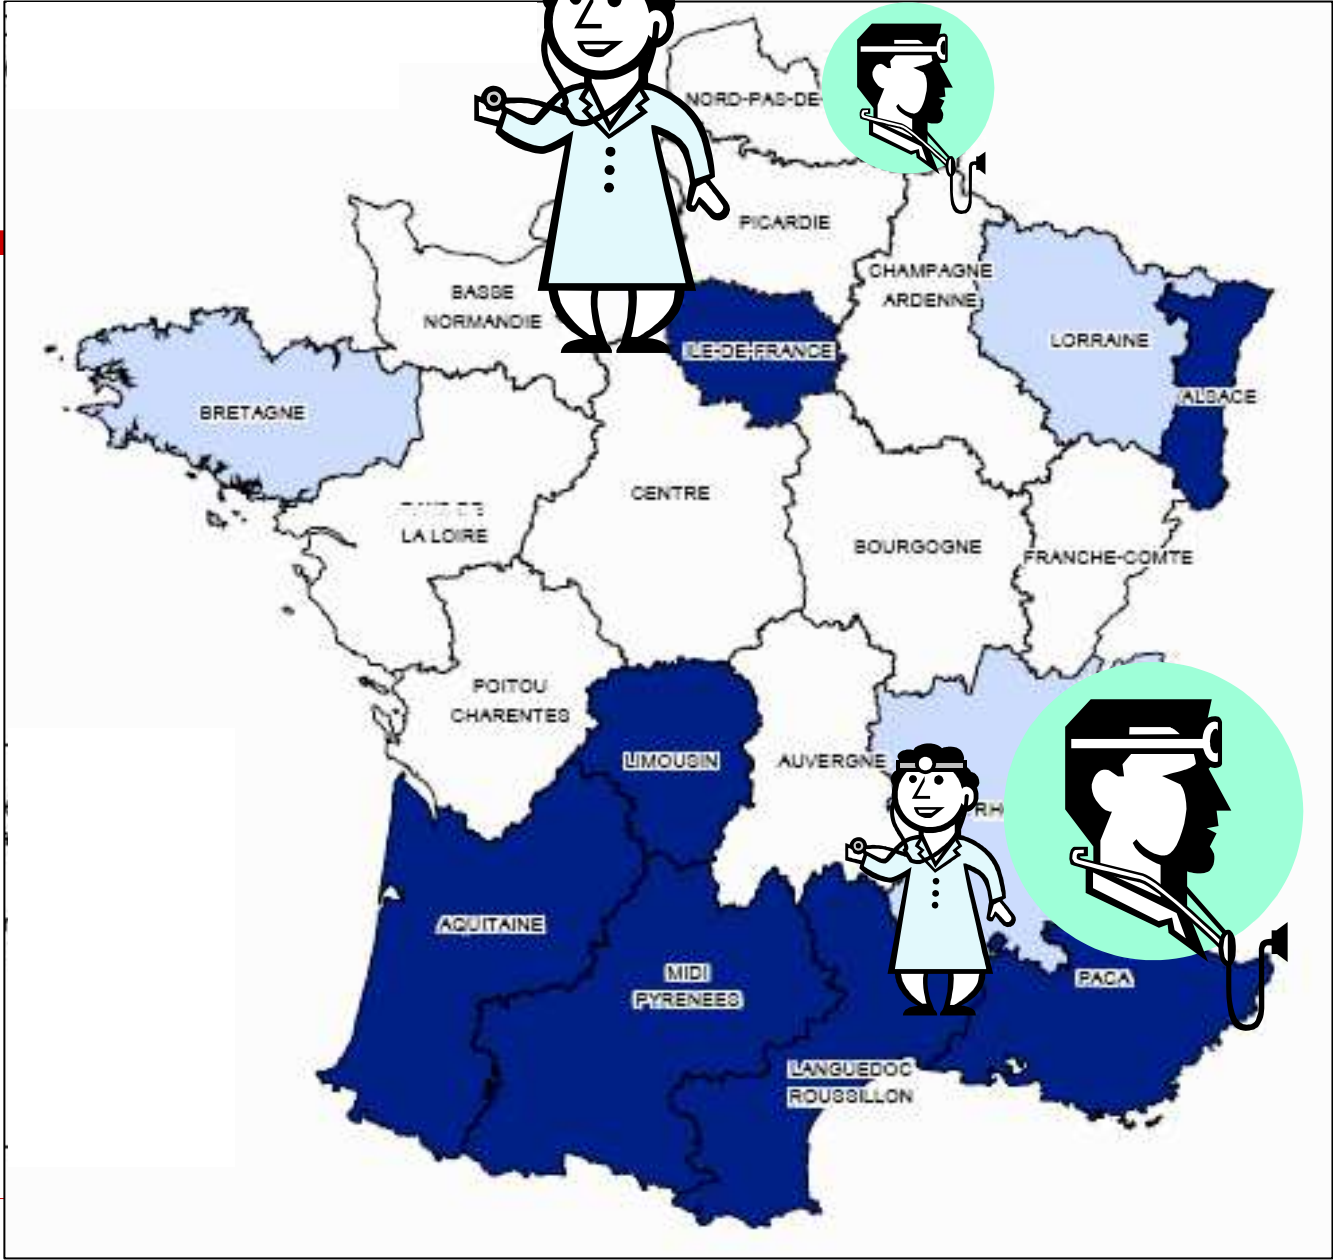 NORD-PAS-DE-
PICARDIE
CHAMPAGNE
ARDENNE
BASSE
NORMANDIE
ILE-DE-FRANCE
LORRAINE
ALSACE
BRETAGNE
CENTRE
LA LOIRE
BOURGOGNE
FRANCHE-COMTE
POITOU
CHARENTES
LIMOUSIN
AUVERGNE
RH
AQUITAINE
MIDI
PYRENEES
PACA
LANGUEDOC
ROUSSILLON